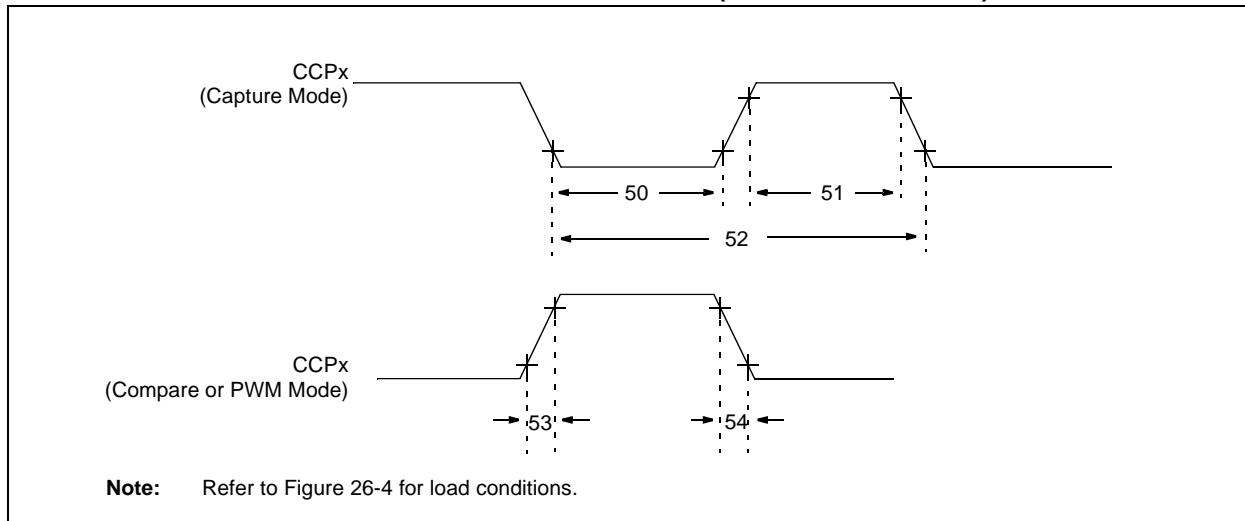 CCPx
(Capture Mode)
50
51
52
CCPx
(Compare or PWM Mode)
53
54
Note: Refer to Figure 26-4 for load conditions.